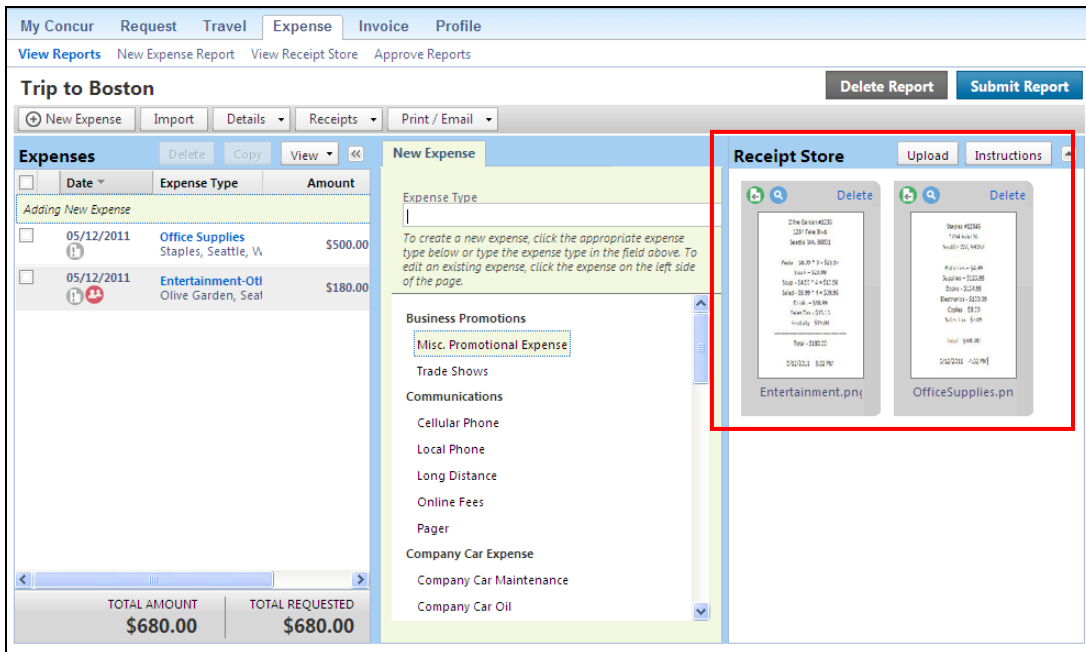 My Concur Request Travel Expense Invoice Profile
View Reports New Expense Report View Receipt Store Approve Reports
Trip to Boston
Delete Report Submit Report
New Expense Import Details Receipts Print / Email
Expenses Delete Copy View
Date Expense Type Amount
Adding New Expense
05/12/2011 Office Supplies $500.00
Staples, Seattle, W
05/12/2011 Entertainment-Otl $180.00
Olive Garden, Seat
TOTAL AMOUNT TOTAL REQUESTED
$680.00 $680.00
New Expense
Expense Type
To create a new expense, click the appropriate expense
type below or type the expense type in the field above. To
edit an existing expense, click the expense on the left side
of the page.
Business Promotions
Misc. Promotional Expense
Trade Shows
Communications
Cellular Phone
Local Phone
Long Distance
Online Fees
Pager
Company Car Expense
Company Car Maintenance
Company Car Oil
Receipt Store Upload Instructions
Delete Delete
Entertainment.png OfficeSupplies.pn